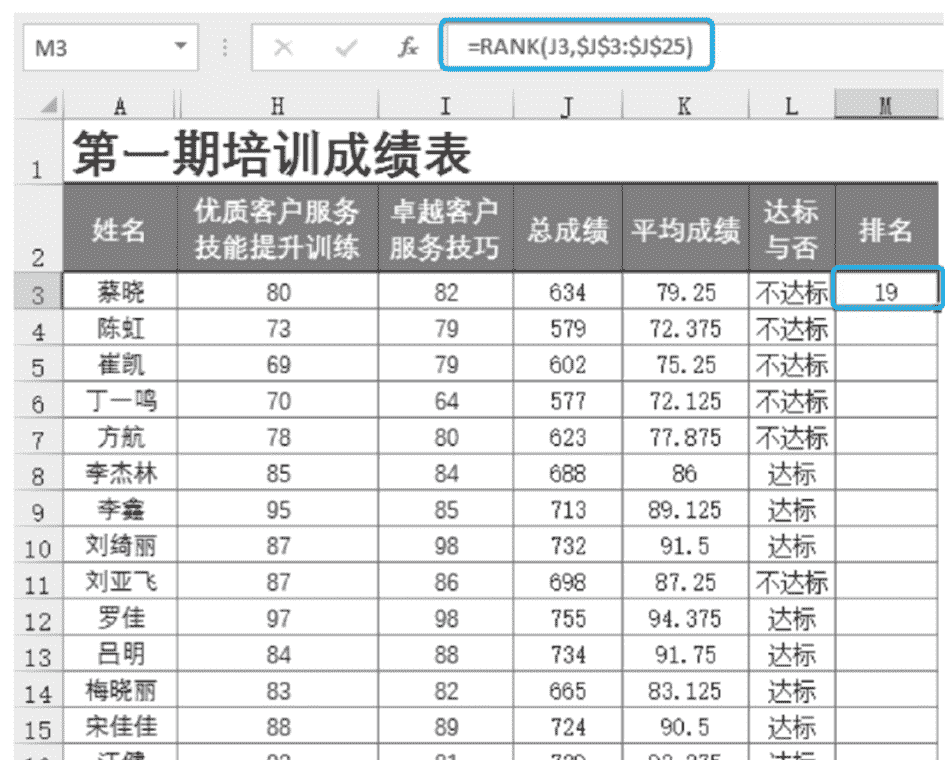 M3 =RANK(J3,$J$3:$J$25)
A H I J K L M
1 第一期培训成绩表
2 姓名 优质客户服务技能提升训练 卓越客户服务技巧 总成绩 平均成绩 达标与否 排名
3 蔡晓 80 82 634 79.25 不达标 19
4 陈虹 73 79 579 72.375 不达标
5 崔凯 69 79 602 75.25 不达标
6 丁一鸣 70 64 577 72.125 不达标
7 方航 78 80 623 77.875 不达标
8 李杰林 85 84 688 86 达标
9 李鑫 95 85 713 89.125 达标
10 刘绮丽 87 98 732 91.5 达标
11 刘亚飞 87 86 698 87.25 不达标
12 罗佳 97 98 755 94.375 达标
13 吕明 84 88 734 91.75 达标
14 梅晓丽 83 82 665 83.125 达标
15 宋佳佳 88 89 724 90.5 达标